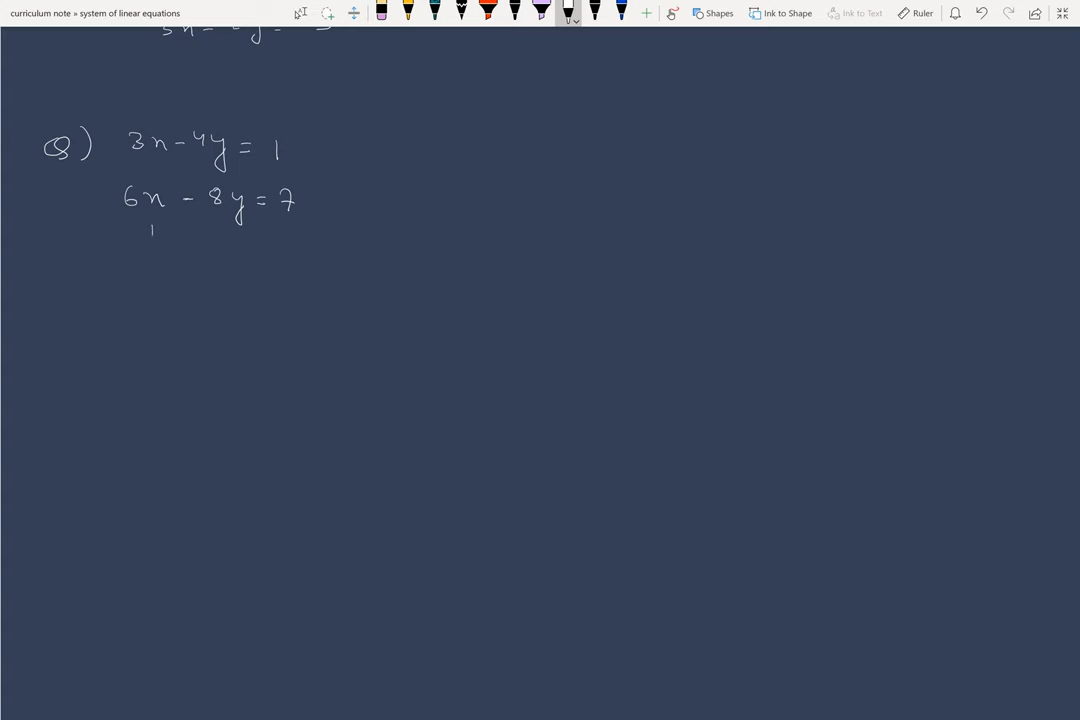 curriculum note » system of linear equations
Shapes Ink to Shape Ink to Text Ruler
Q) 3x - 4y = 1
6x - 8y = 7